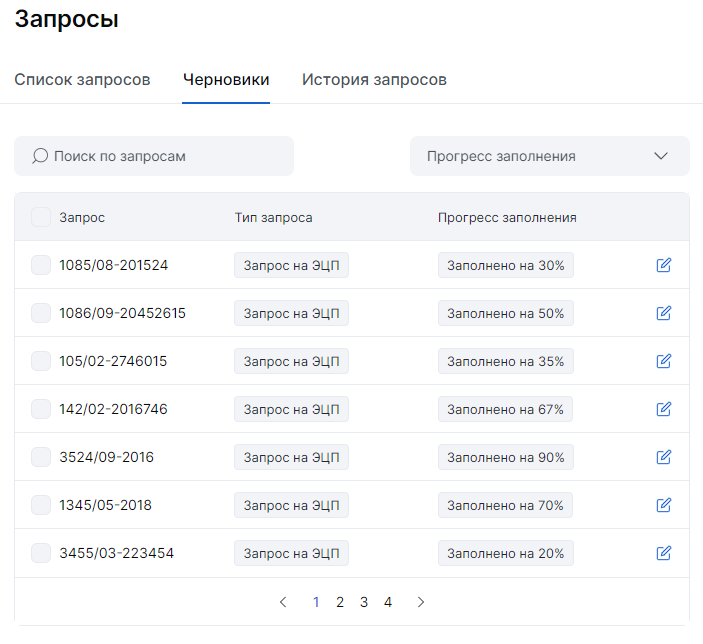 Запросы
Список запросов Черновики История запросов
Поиск по запросам Прогресс заполнения
Запрос Тип запроса Прогресс заполнения
1085/08-201524 Запрос на ЭЦП Заполнено на 30%
1086/09-20452615 Запрос на ЭЦП Заполнено на 50%
105/02-2746015 Запрос на ЭЦП Заполнено на 35%
142/02-2016746 Запрос на ЭЦП Заполнено на 67%
3524/09-2016 Запрос на ЭЦП Заполнено на 90%
1345/05-2018 Запрос на ЭЦП Заполнено на 70%
3455/03-223454 Запрос на ЭЦП Заполнено на 20%
1 2 3 4